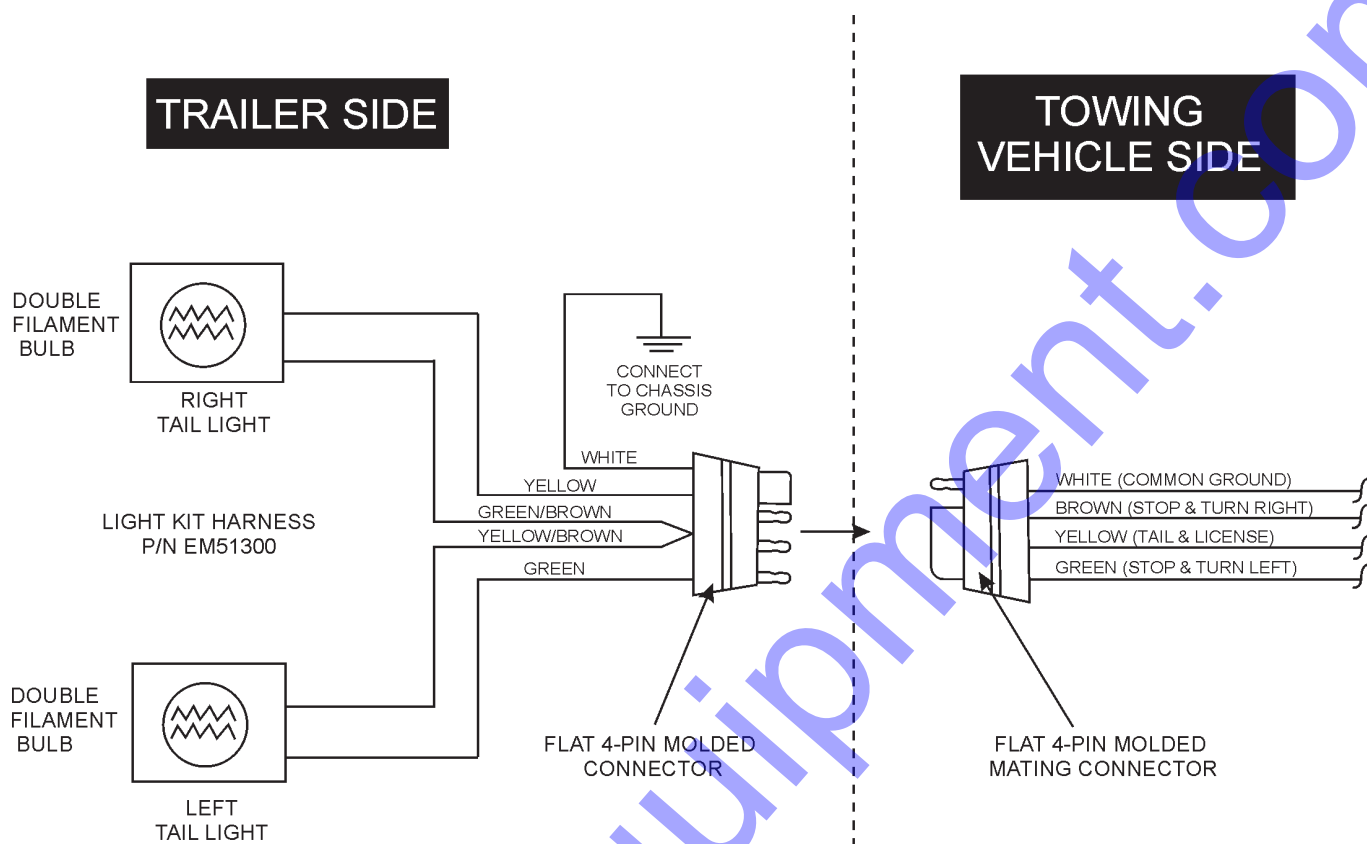 TRAILER SIDE
TOWING
VEHICLE SIDE
DOUBLE
FILAMENT
BULB
RIGHT
TAIL LIGHT
CONNECT
TO CHASSIS
GROUND
WHITE
YELLOW
GREEN/BROWN
YELLOW/BROWN
GREEN
LIGHT KIT HARNESS
P/N EM51300
WHITE (COMMON GROUND)
BROWN (STOP & TURN RIGHT)
YELLOW (TAIL & LICENSE)
GREEN (STOP & TURN LEFT)
DOUBLE
FILAMENT
BULB
LEFT
TAIL LIGHT
FLAT 4-PIN MOLDED
CONNECTOR
FLAT 4-PIN MOLDED
MATING CONNECTOR
uipment.com